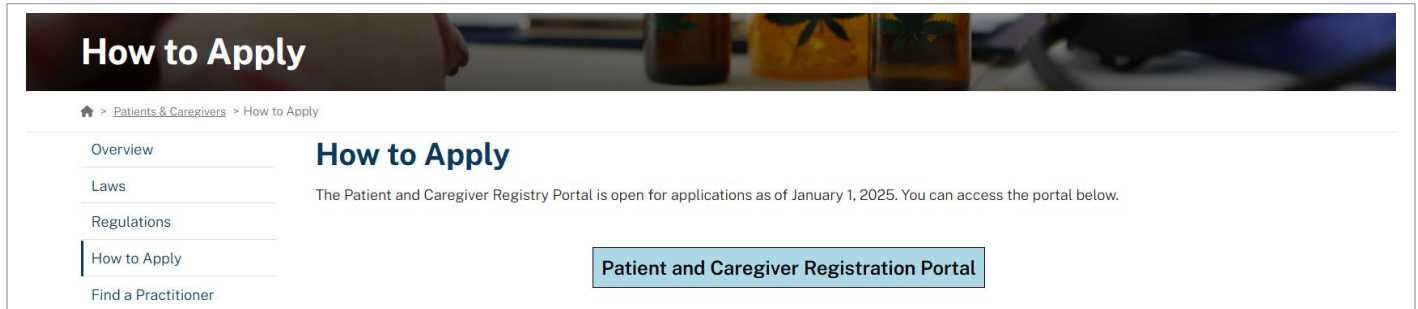 How to Apply
> Patients & Caregivers > How to Apply
Overview
Laws
Regulations
How to Apply
Find a Practitioner
How to Apply
The Patient and Caregiver Registry Portal is open for applications as of January 1, 2025. You can access the portal below.
Patient and Caregiver Registration Portal